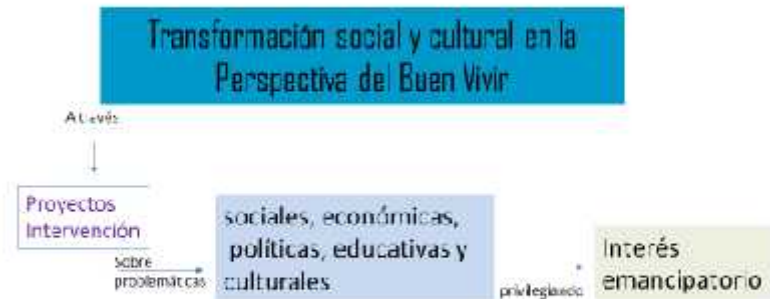 Transformación social y cultural en la
Perspectiva del Buen Vivir
A través
Proyectos
Intervención
sobre
problemáticas
sociales, económicas,
políticas, educativas y
culturales
privilegiando
Interés
emancipatorio